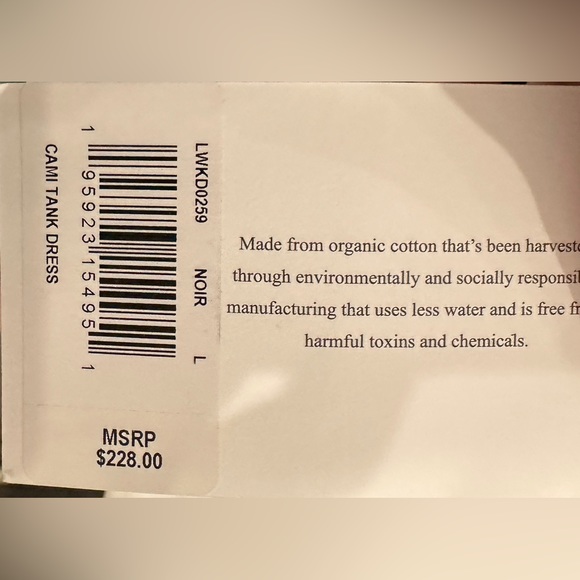 LWKD0259 NOIR L
1 95923 15495 1
CAMI TANK DRESS
MSRP
$228.00
Made from organic cotton that's been
through environmentally and socially
manufacturing that uses less water and is free
harmful toxins and chemicals.